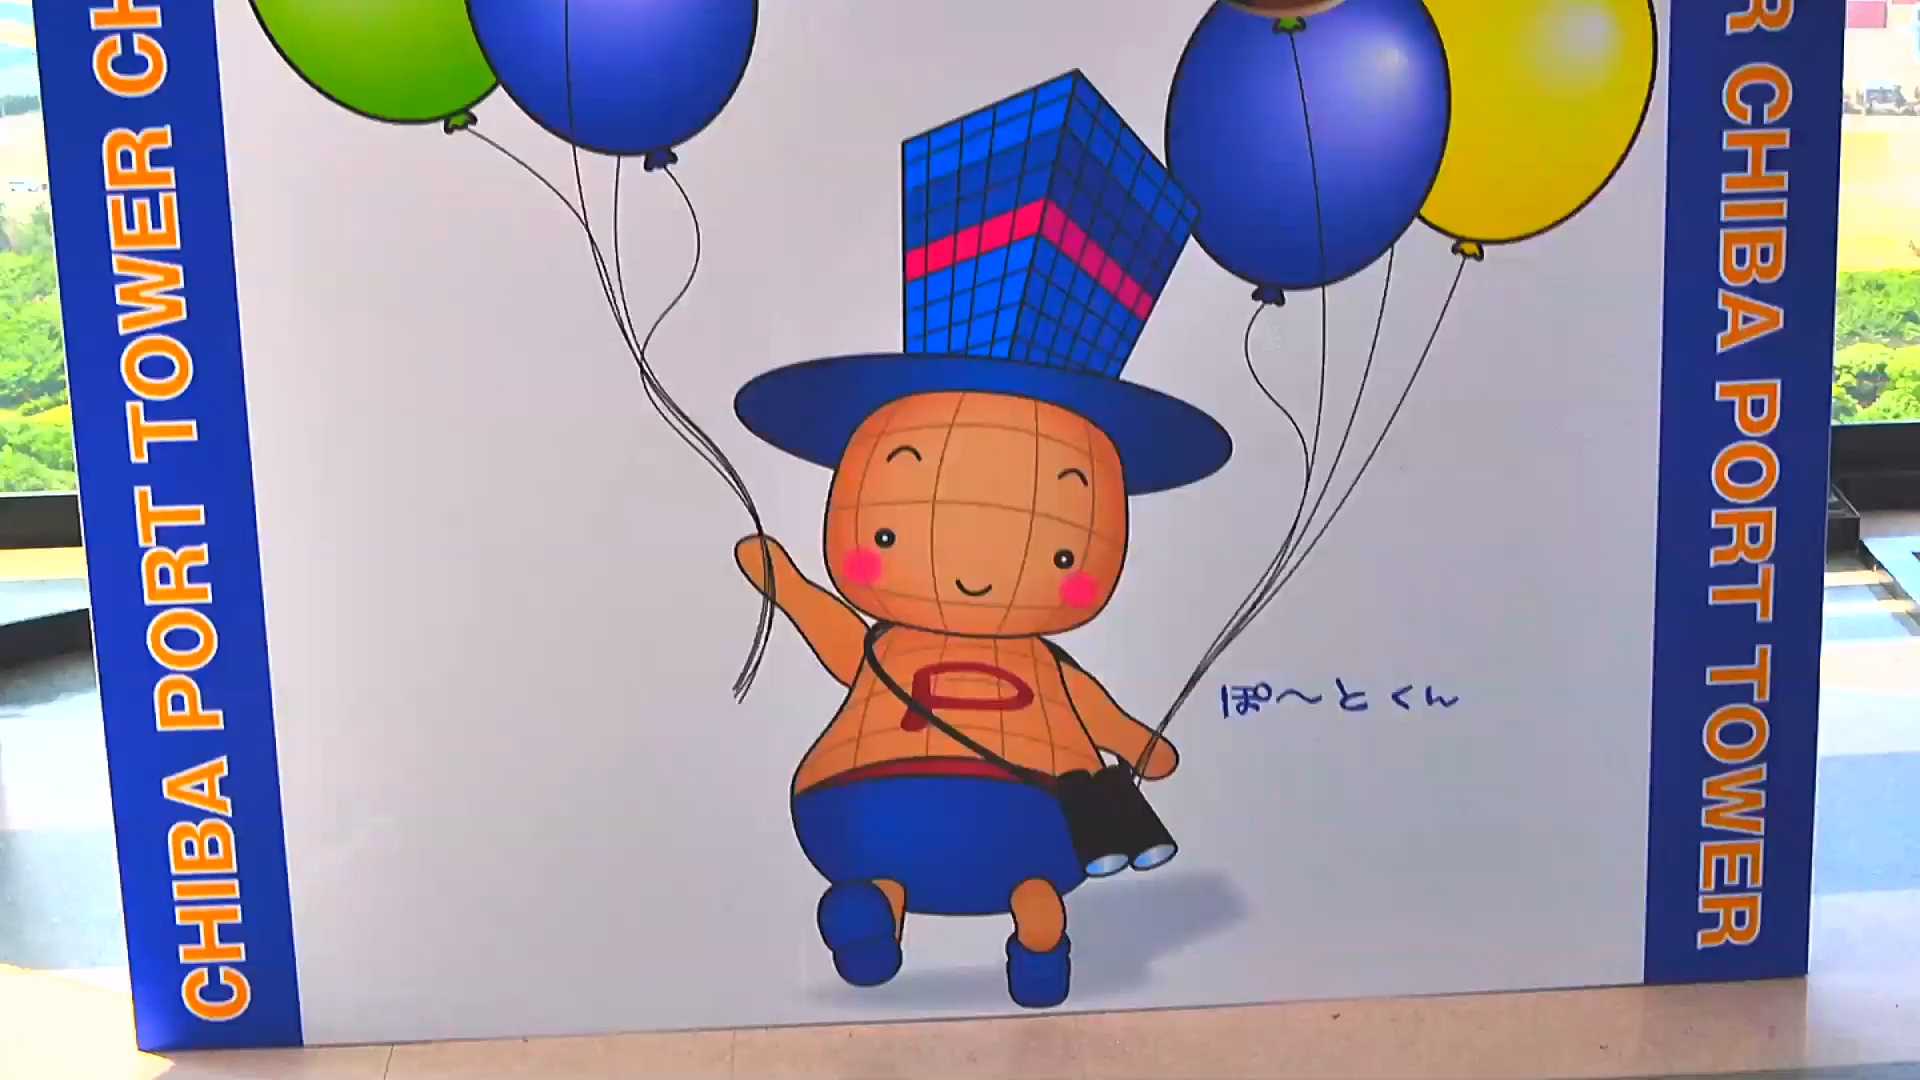 CHIBA PORT TOWER CH
P
ぽ〜とくん
R CHIBA PORT TOWER